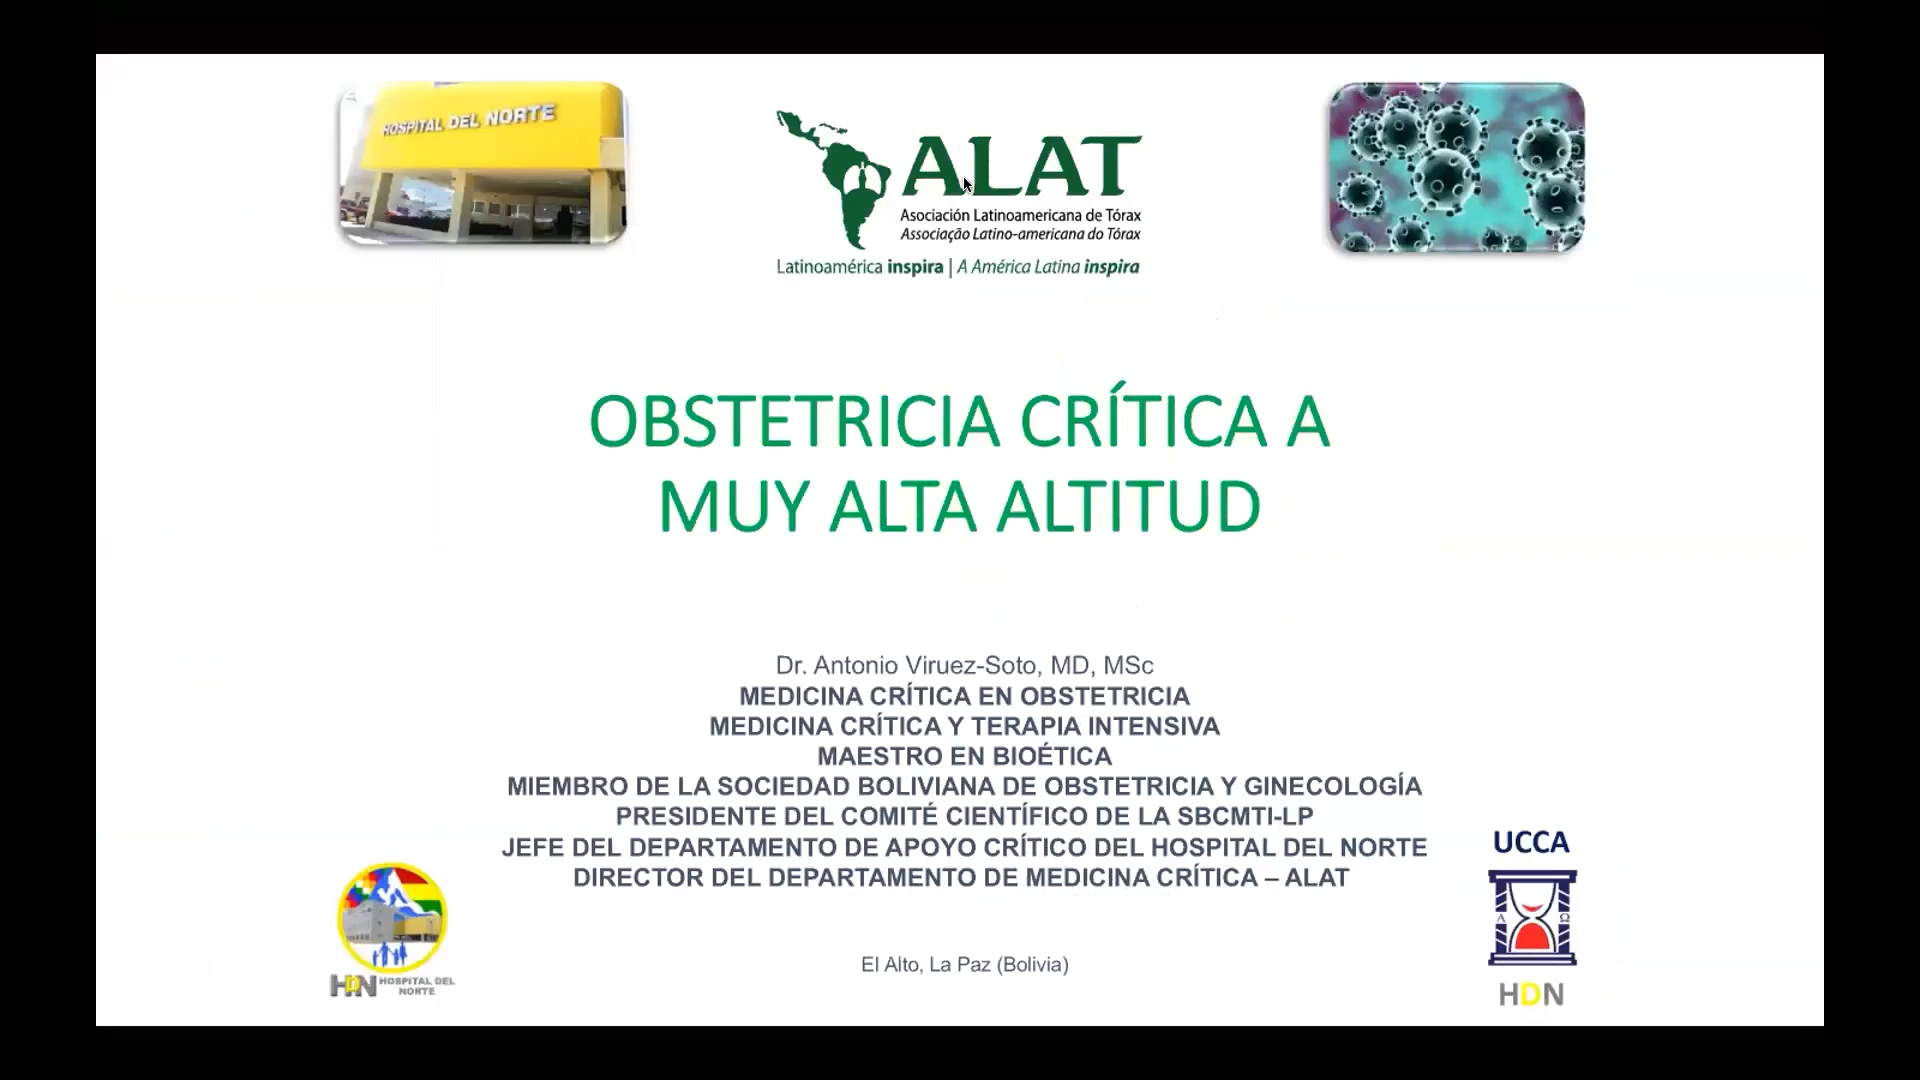 HOSPITAL DEL NORTE
ALAT
Asociación Latinoamericana de Tórax
Associação Latino-americana do Tórax
Latinoamérica inspira | A América Latina inspira
OBSTETRICIA CRÍTICA A
MUY ALTA ALTITUD
Dr. Antonio Viruez-Soto, MD, MSc
MEDICINA CRÍTICA EN OBSTETRICIA
MEDICINA CRÍTICA Y TERAPIA INTENSIVA
MAESTRO EN BIOÉTICA
MIEMBRO DE LA SOCIEDAD BOLIVIANA DE OBSTETRICIA Y GINECOLOGÍA
PRESIDENTE DEL COMITÉ CIENTÍFICO DE LA SBCMTI-LP
JEFE DEL DEPARTAMENTO DE APOYO CRÍTICO DEL HOSPITAL DEL NORTE
DIRECTOR DEL DEPARTAMENTO DE MEDICINA CRÍTICA – ALAT
El Alto, La Paz (Bolivia)
HDN HOSPITAL DEL
NORTE
UCCA
Α Ω
HDN